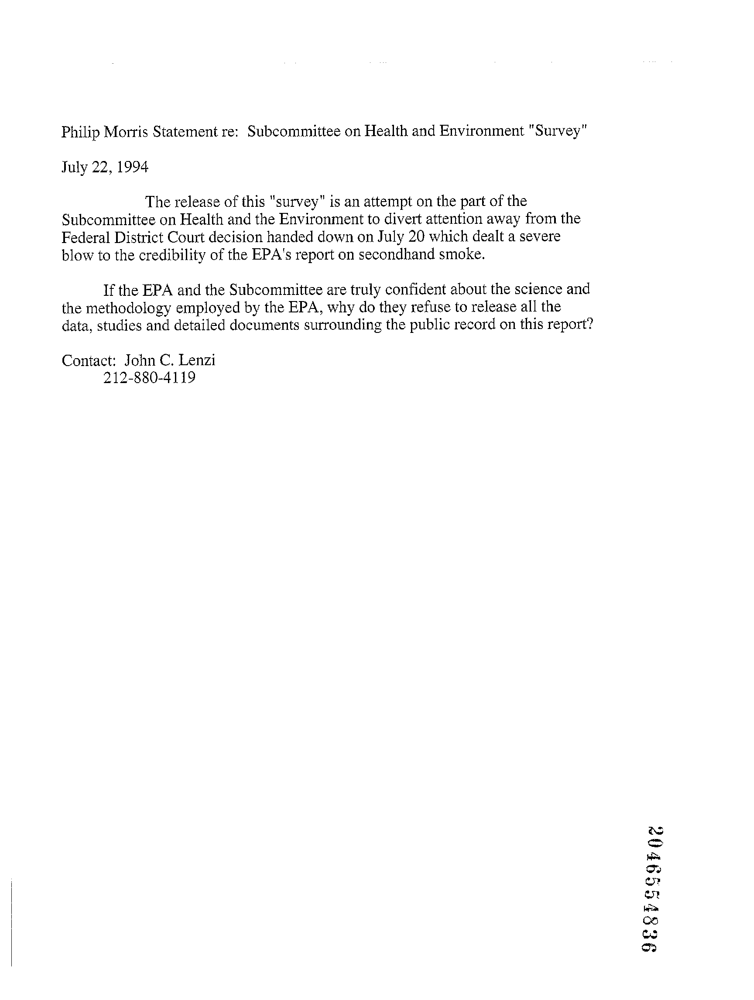 Philip Morris Statement re: Subcommittee on Health and Environment "Survey"
July 22, 1994
The release of this "survey" is an attempt on the part of the
Subcommittee on Health and the Environment to divert attention away from the
Federal District Court decision handed down on July 20 which dealt a severe
blow to the credibility of the EPA's report on secondhand smoke.
If the EPA and the Subcommittee are truly confident about the science and
the methodology employed by the EPA, why do they refuse to release all the
data, studies and detailed documents surrounding the public record on this report?
Contact: John C. Lenzi
212-880-4119
2046554836